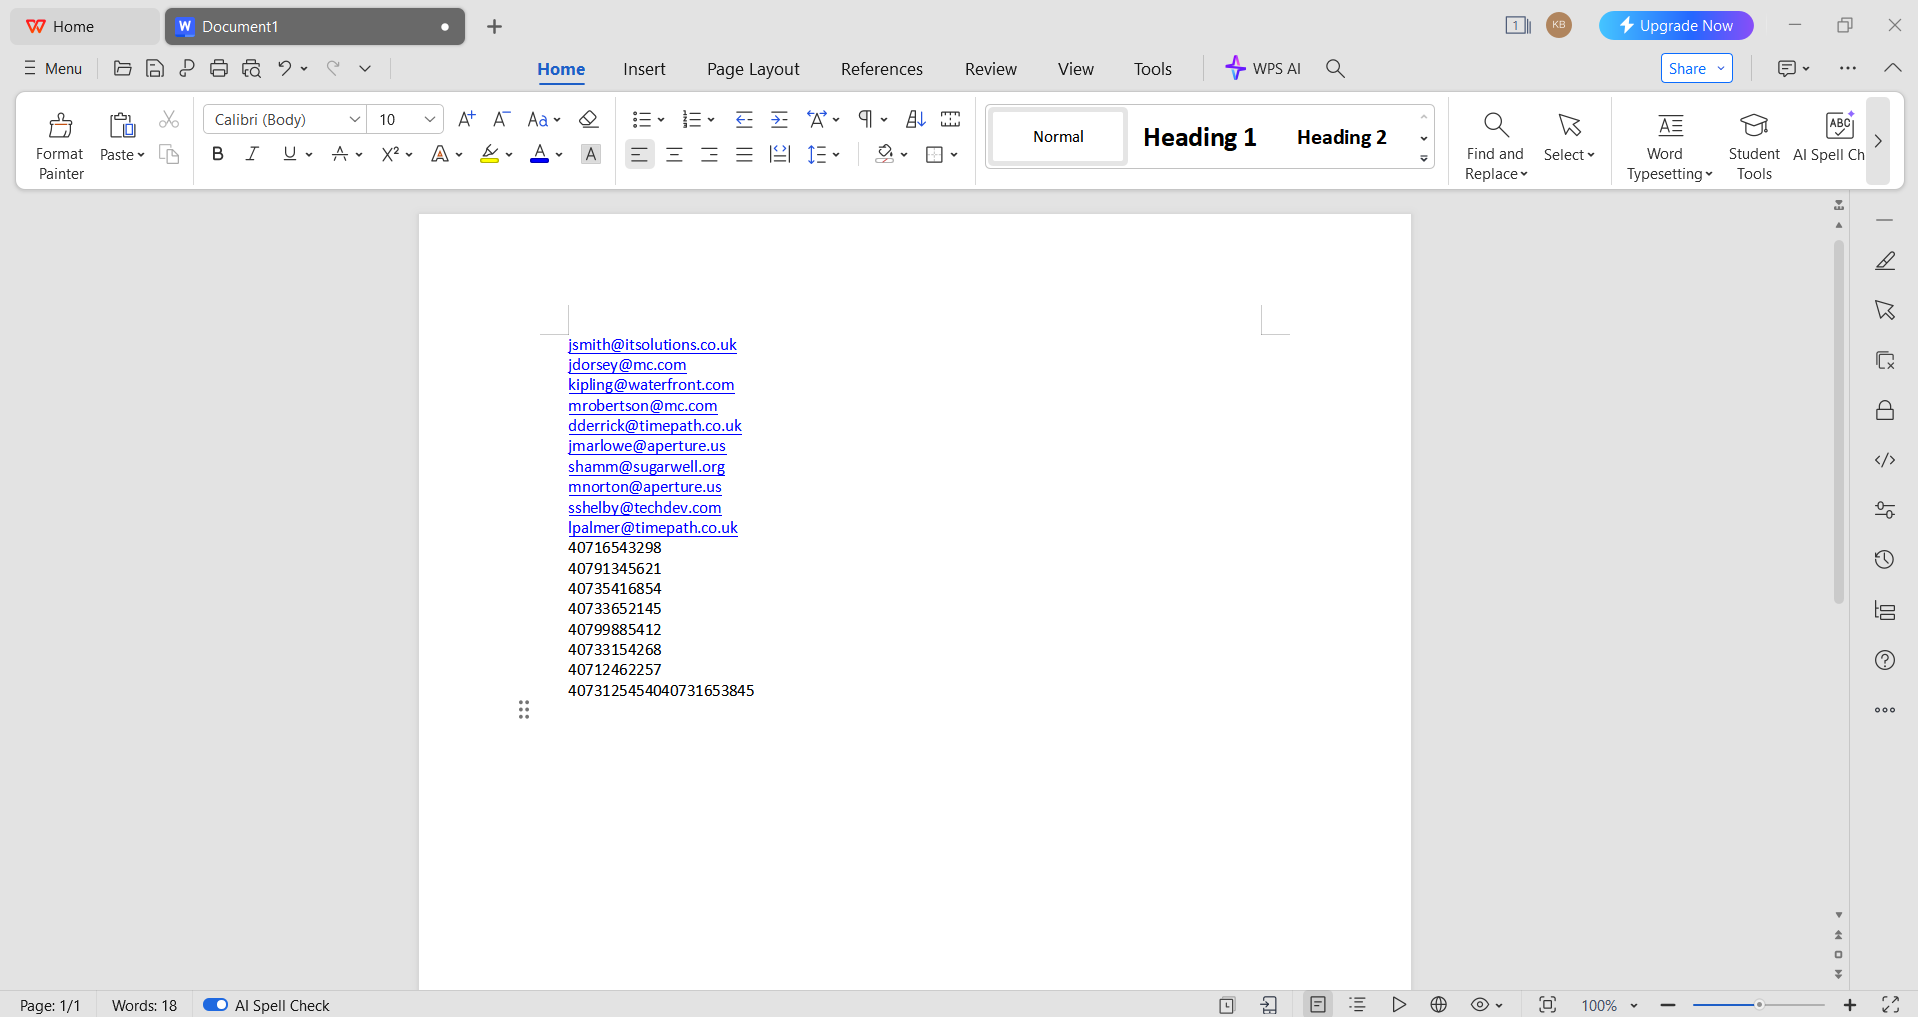 Home
Document1
1
KB
Upgrade Now
Menu
Home
Insert
Page Layout
References
Review
View
Tools
WPS AI
Share
Format Painter
Paste
Calibri (Body)
10
Normal
Heading 1
Heading 2
Find and Replace
Select
Word Typesetting
Student Tools
AI Spell Ch
jsmith@itsolutions.co.uk
jdorsey@mc.com
kipling@waterfront.com
mrobertson@mc.com
dderrick@timepath.co.uk
jmarlowe@aperture.us
shamm@sugarwell.org
mnorton@aperture.us
sshelby@techdev.com
lpalmer@timepath.co.uk
40716543298
40791345621
40735416854
40733652145
40799885412
40733154268
40712462257
4073125454040731653845
Page: 1/1
Words: 18
AI Spell Check
100%